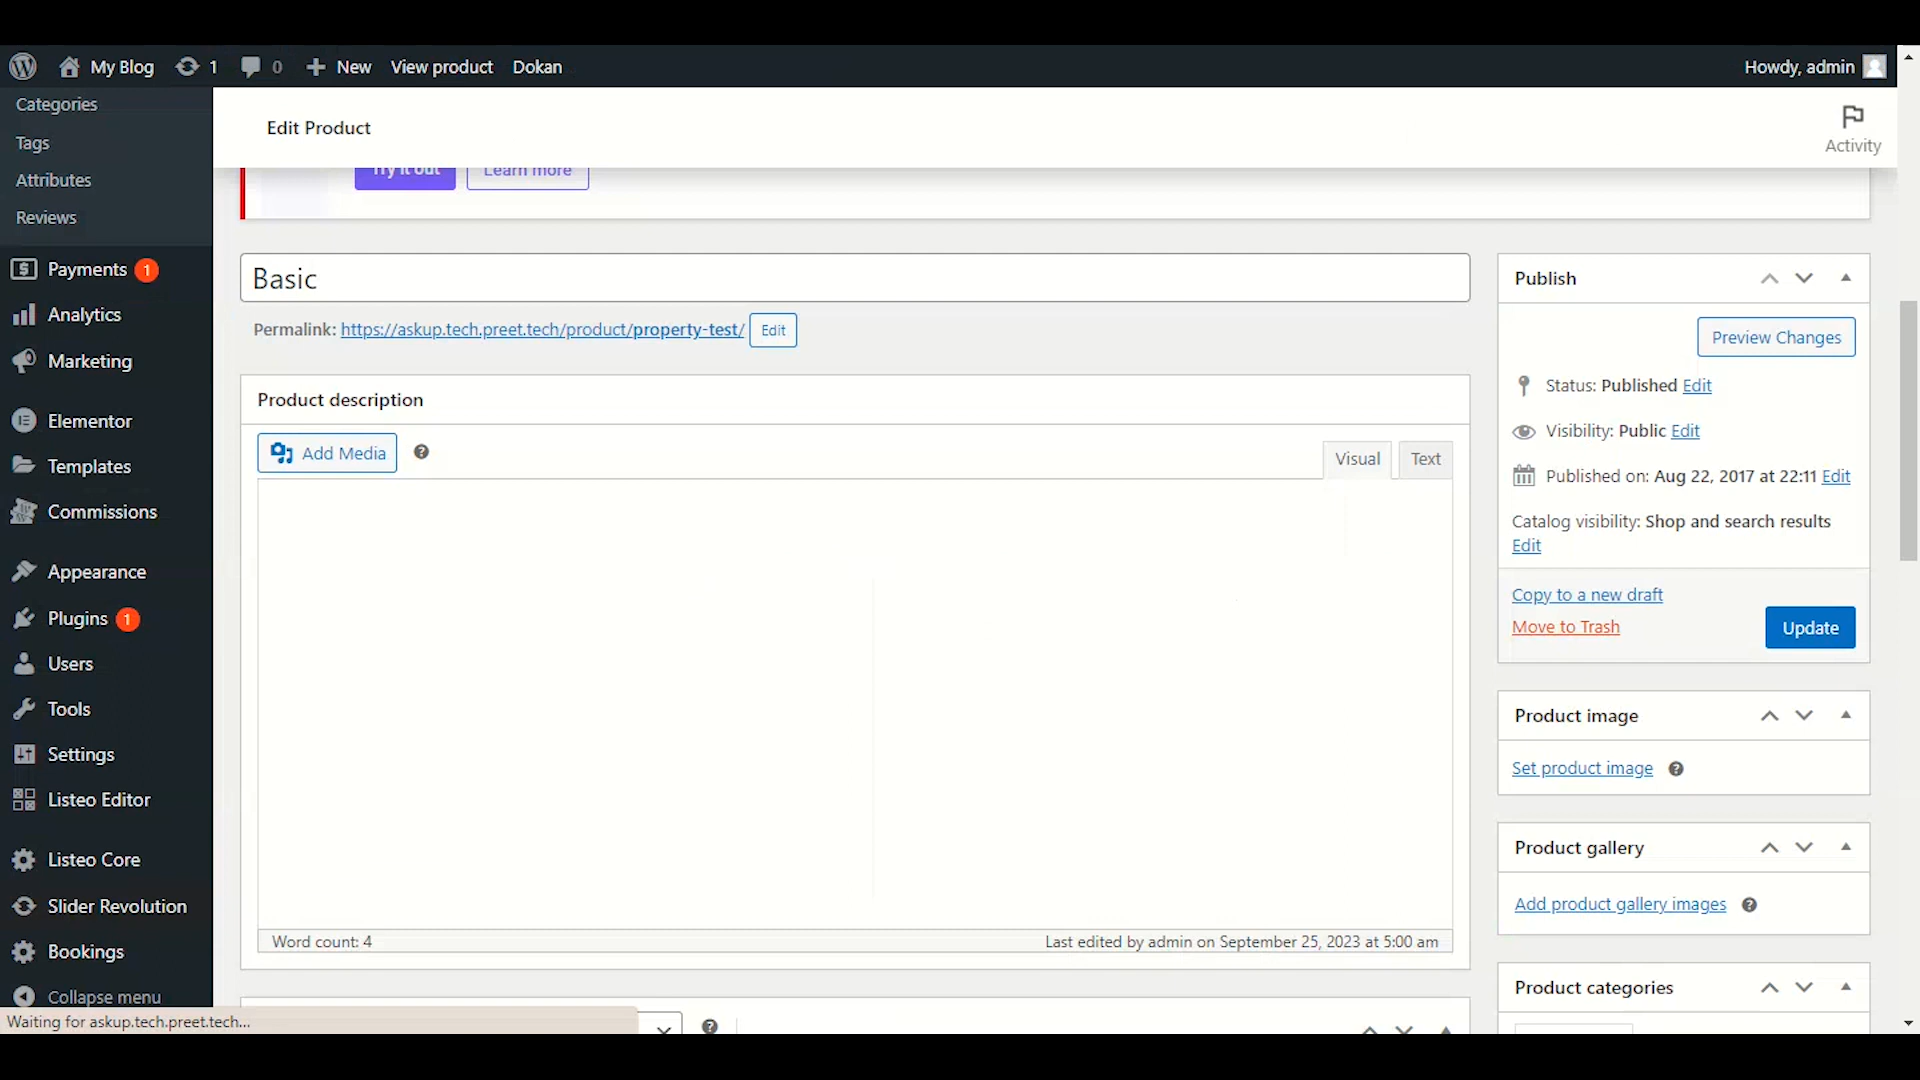 My Blog 1 0 New View product Dokan Howdy, admin
Categories
Tags
Attributes
Reviews
Payments 1
Analytics
Marketing
Elementor
Templates
Commissions
Appearance
Plugins 1
Users
Tools
Settings
Listeo Editor
Listeo Core
Slider Revolution
Bookings
Collapse menu
Waiting for askup.tech.preet.tech...
Edit Product
Activity
Try it out Learn more
Basic
Permalink: https://askup.tech.preet.tech/product/property-test/ Edit
Product description
Add Media
Visual Text
Word count: 4
Last edited by admin on September 25, 2023 at 5:00 am
Publish
Preview Changes
Status: Published Edit
Visibility: Public Edit
Published on: Aug 22, 2017 at 22:11 Edit
Catalog visibility: Shop and search results
Edit
Copy to a new draft
Move to Trash
Update
Product image
Set product image
Product gallery
Add product gallery images
Product categories